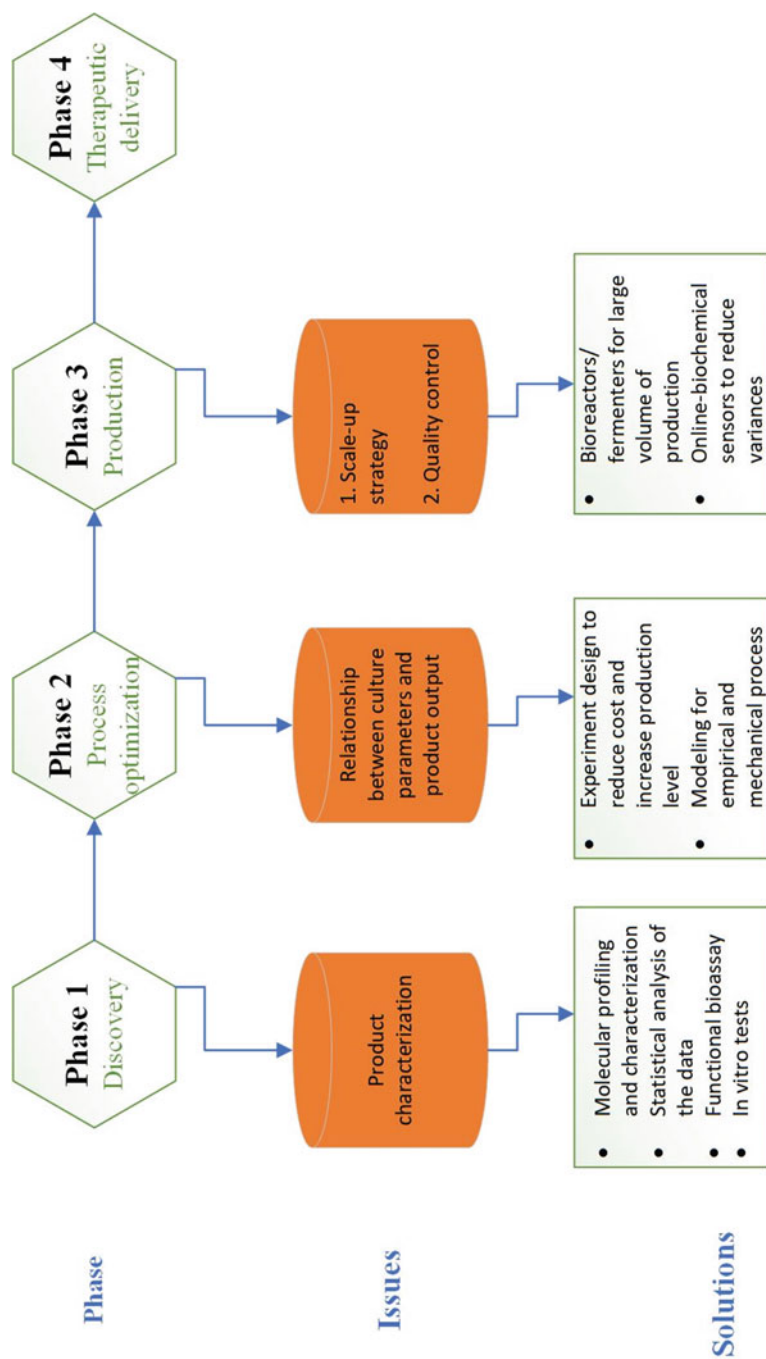 Phase
Phase 1
Discovery
Phase 2
Process
optimization
Phase 3
Production
Phase 4
Therapeutic
delivery
Issues
Product
characterization
Relationship
between culture
parameters and
product output
1. Scale-up
strategy
2. Quality control
Solutions
● Molecular profiling
and characterization
● Statistical analysis of
the data
● Functional bioassay
● In vitro tests
● Experiment design to
reduce cost and
increase production
level
● Modeling for
empirical and
mechanical process
● Bioreactors/
fermenters for large
volume of
production
● Online-biochemical
sensors to reduce
variances